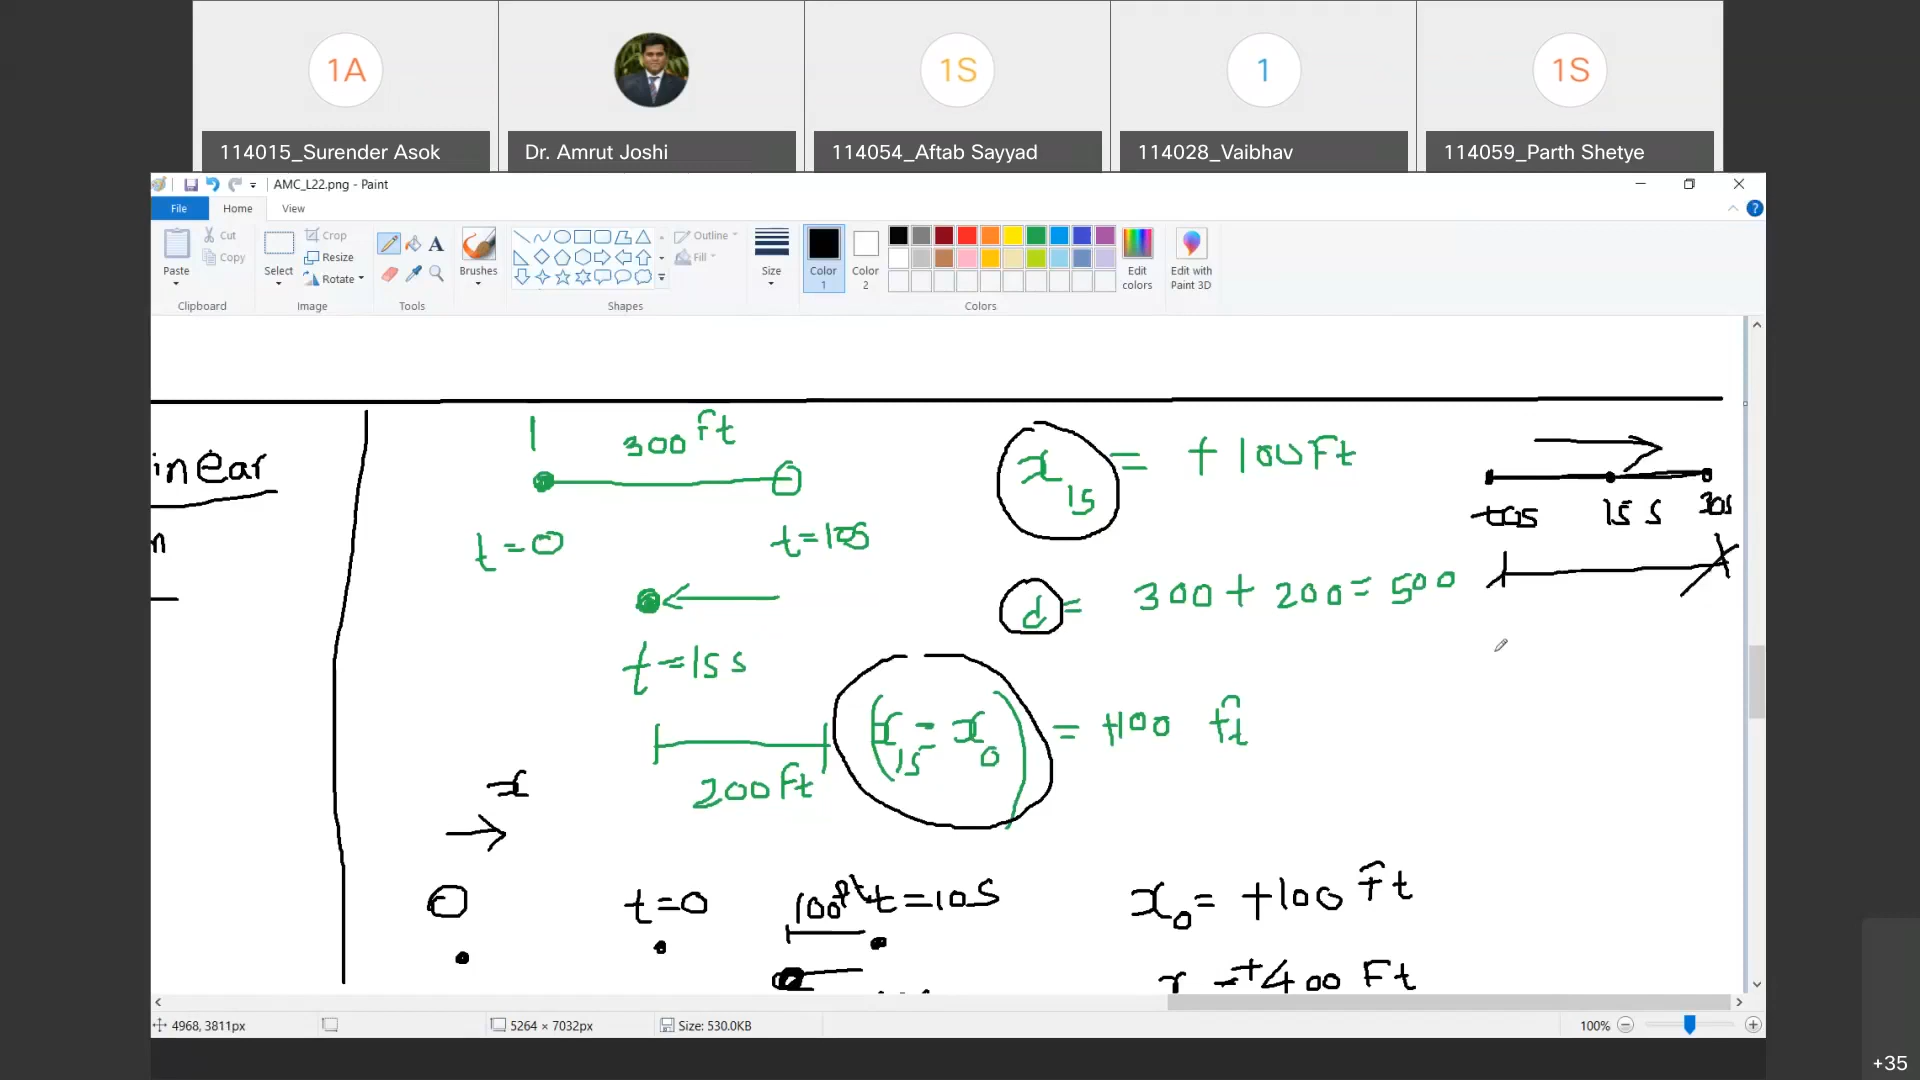 1A
1S
1
1S
114015_Surender Asok
Dr. Amrut Joshi
114054_Aftab Sayyad
114028_Vaibhav
114059_Parth Shetye
AMC_L22.png - Paint
File
Home
View
Paste
Cut
Copy
Clipboard
Select
Crop
Resize
Rotate
Image
A
Tools
Brushes
Outline
Fill
Shapes
Size
Color 1
Color 2
Edit colors
Colors
Edit with Paint 3D
inear
n
300 ft
t=0
t=10s
t=15s
200ft
x
O
x15 = +100Ft
d = 300+200=500
(x15-x0) = +100 ft
15 s
30s
t=0
100ft
t=10S
x0= +100 Ft
+400 Ft
4968, 3811px
5264 × 7032px
Size: 530.0KB
100%
+35